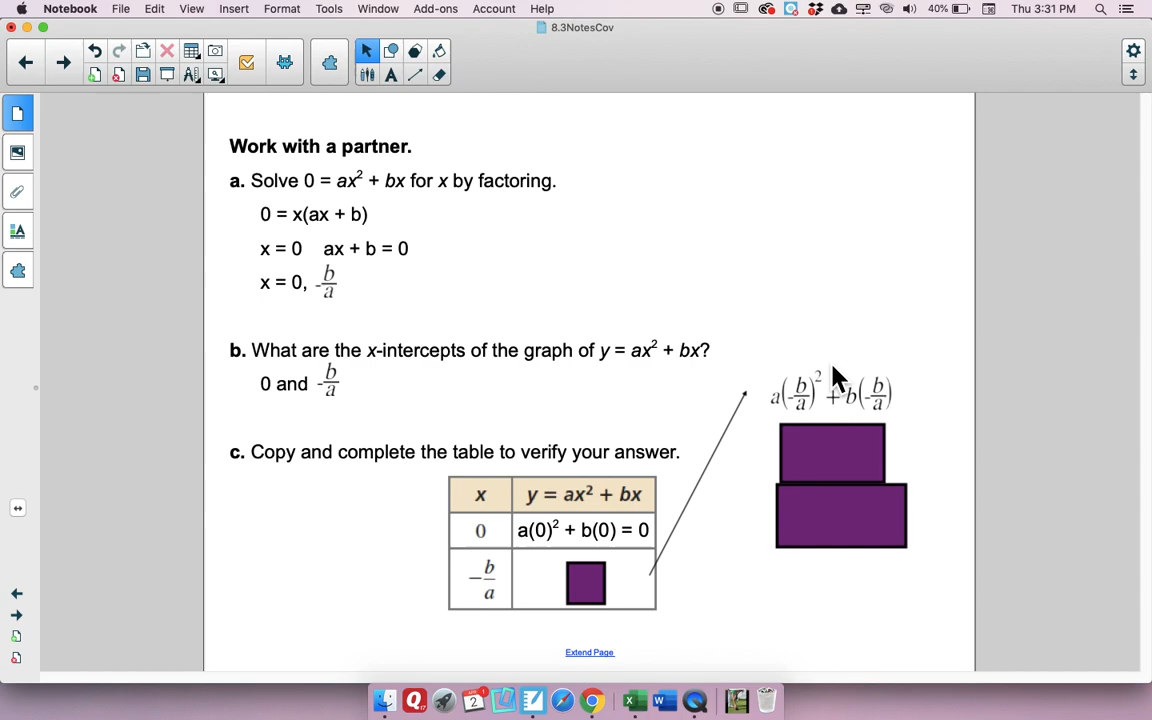 Notebook File Edit View Insert Format Tools Window Add-ons Account Help 40% Thu 3:31 PM
8.3NotesCov
Work with a partner.
a. Solve 0 = ax² + bx for x by factoring.
0 = x(ax + b)
x = 0 ax + b = 0
x = 0, -b/a
b. What are the x-intercepts of the graph of y = ax² + bx?
0 and -b/a
a(-b/a)² + b(-b/a)
c. Copy and complete the table to verify your answer.
x y = ax² + bx
0 a(0)² + b(0) = 0
-b/a
Extend Page